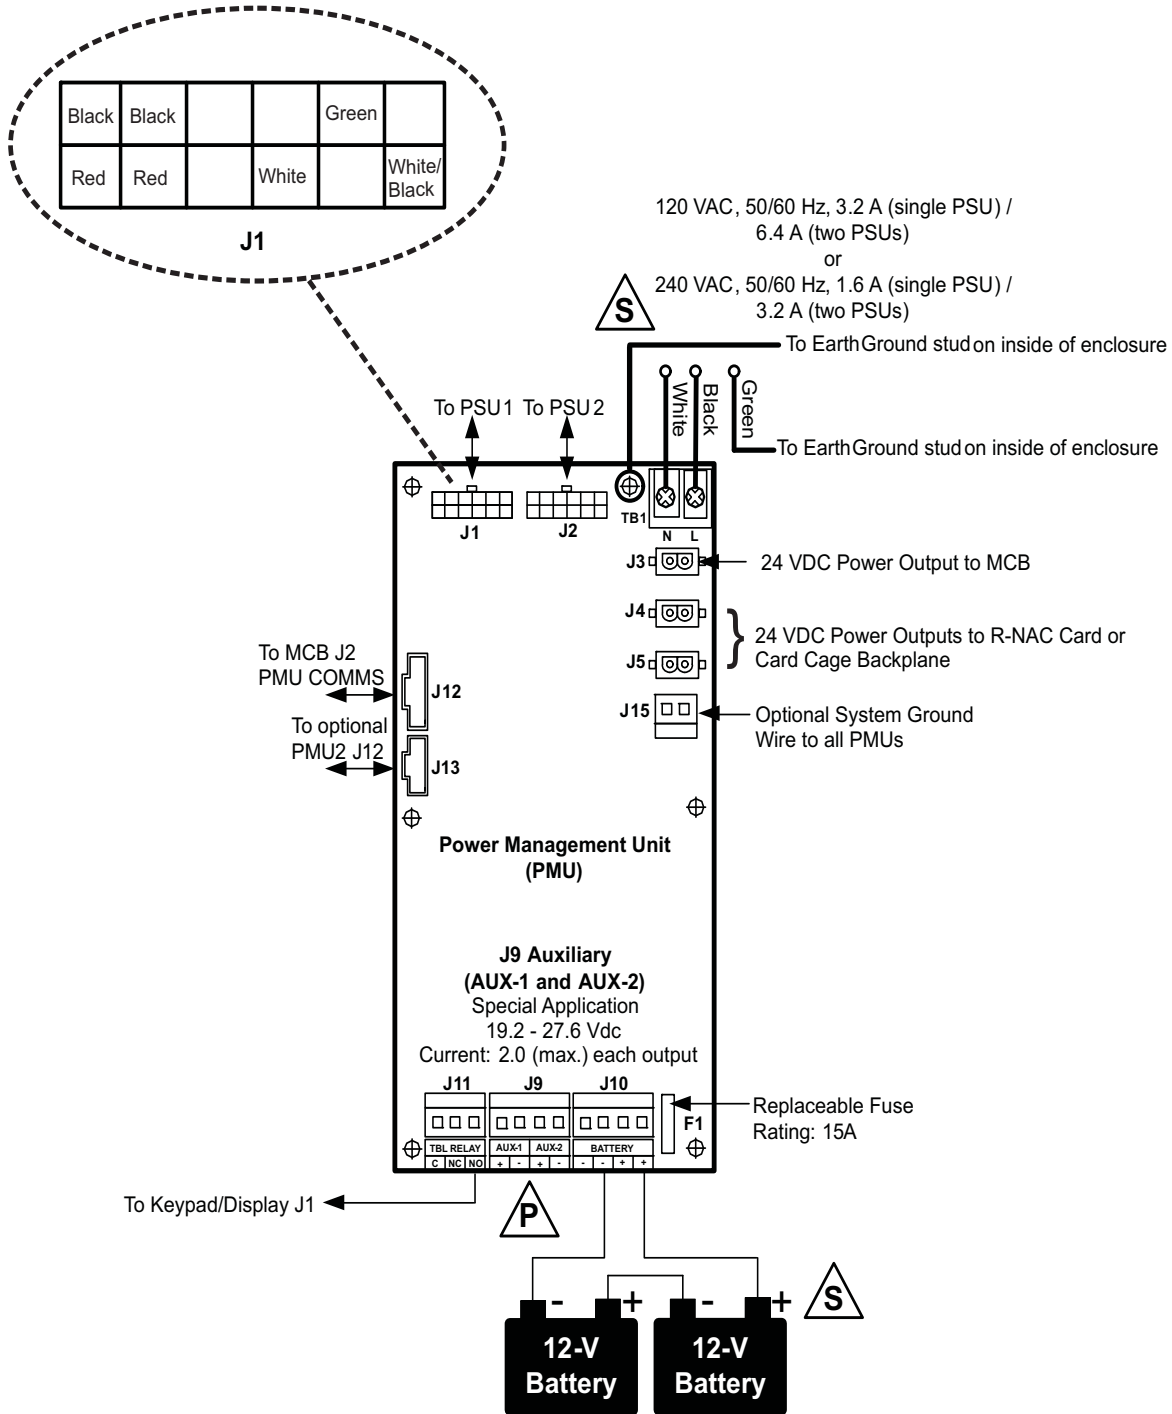 Black Black Green
Red Red White White/
Black
J1
120 VAC, 50/60 Hz, 3.2 A (single PSU) /
6.4 A (two PSUs)
or
240 VAC, 50/60 Hz, 1.6 A (single PSU) /
3.2 A (two PSUs)
S
To Earth Ground stud on inside of enclosure
White
Black
Green
To Earth Ground stud on inside of enclosure
To PSU1 To PSU2
J1 J2 TB1
N L
J3 24 VDC Power Output to MCB
J4
J5
24 VDC Power Outputs to R-NAC Card or
Card Cage Backplane
To MCB J2
PMU COMMS
J12
J15 Optional System Ground
Wire to all PMUs
To optional
PMU2 J12
J13
Power Management Unit
(PMU)
J9 Auxiliary
(AUX-1 and AUX-2)
Special Application
19.2 - 27.6 Vdc
Current: 2.0 (max.) each output
J11 J9 J10
F1
Replaceable Fuse
Rating: 15A
TBL RELAY AUX-1 AUX-2 BATTERY
C NC NO + - + - - - + +
To Keypad/Display J1
P
- + - +
S
12-V
Battery
12-V
Battery